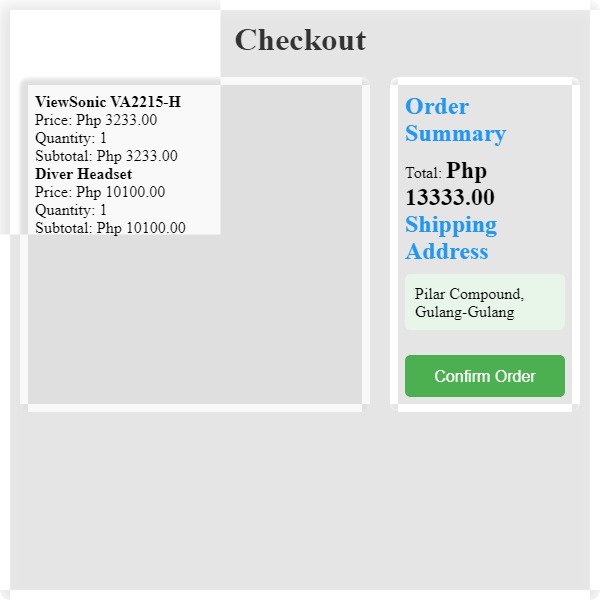 Checkout
ViewSonic VA2215-H
Price: Php 3233.00
Quantity: 1
Subtotal: Php 3233.00
Diver Headset
Price: Php 10100.00
Quantity: 1
Subtotal: Php 10100.00
Order
Summary
Total: Php
13333.00
Shipping
Address
Pilar Compound,
Gulang-Gulang
Confirm Order